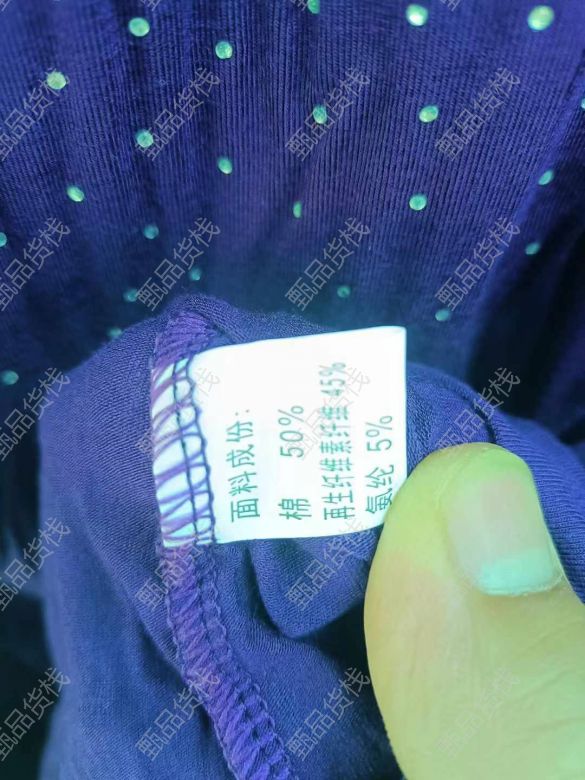 面料成份：
棉 50%
再生纤维素纤维 45%
氨纶 5%
甄品货栈